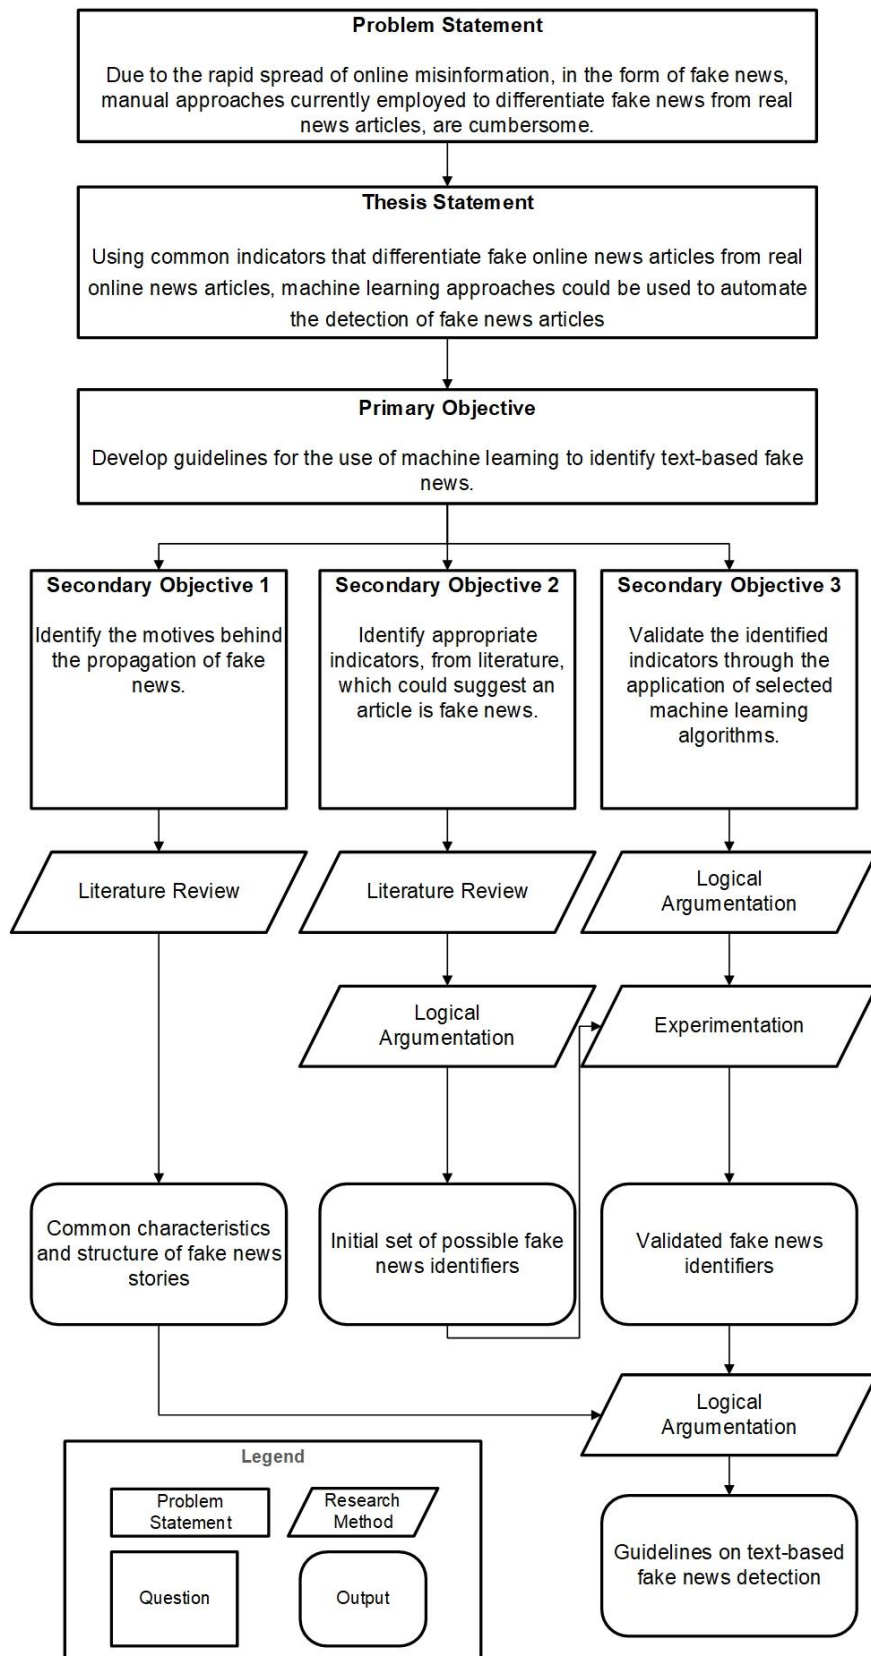 Problem Statement
Due to the rapid spread of online misinformation, in the form of fake news,
manual approaches currently employed to differentiate fake news from real
news articles, are cumbersome.
Thesis Statement
Using common indicators that differentiate fake online news articles from real
online news articles, machine learning approaches could be used to automate
the detection of fake news articles
Primary Objective
Develop guidelines for the use of machine learning to identify text-based fake
news.
Secondary Objective 1
Identify the motives behind
the propagation of fake
news.
Secondary Objective 2
Identify appropriate
indicators, from literature,
which could suggest an
article is fake news.
Secondary Objective 3
Validate the identified
indicators through the
application of selected
machine learning
algorithms.
Literature Review
Literature Review
Logical
Argumentation
Logical
Argumentation
Experimentation
Common characteristics
and structure of fake news
stories
Initial set of possible fake
news identifiers
Validated fake news
identifiers
Logical
Argumentation
Guidelines on text-based
fake news detection
Legend
Problem
Statement
Research
Method
Question
Output